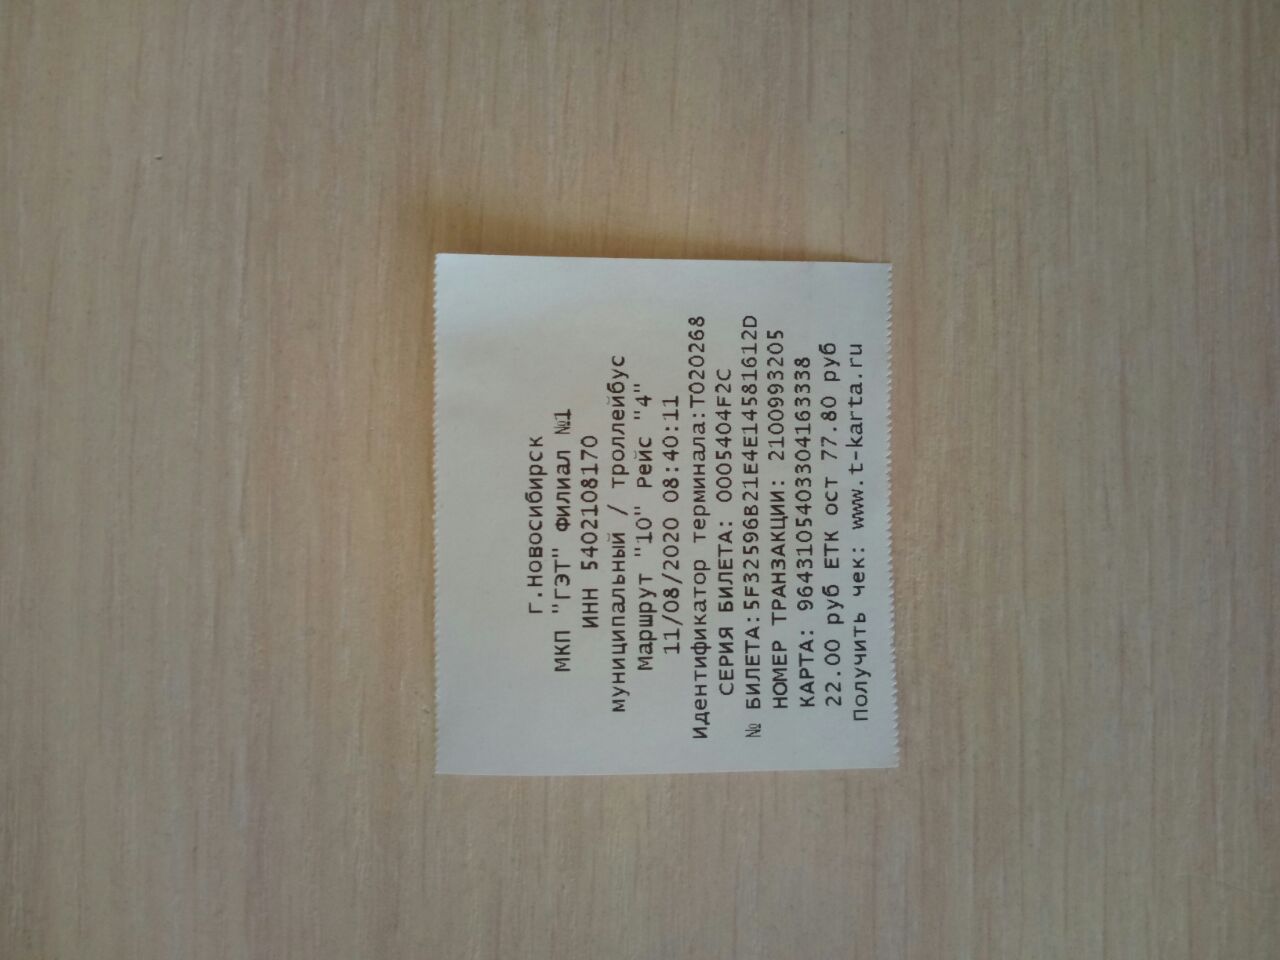 г.Новосибирск
МКП "ГЭТ" Филиал №1
ИНН 5402108170
муниципальный / троллейбус
Маршрут "10" Рейс "4"
11/08/2020 08:40:11
Идентификатор терминала:T020268
СЕРИЯ БИЛЕТА: 0005404F2C
№ БИЛЕТА:5F32596B21E4E14581612D
НОМЕР ТРАНЗАКЦИИ: 2100993205
КАРТА: 9643105403304163338
22.00 руб ЕТК ост 77.80 руб
Получить чек: www.t-karta.ru